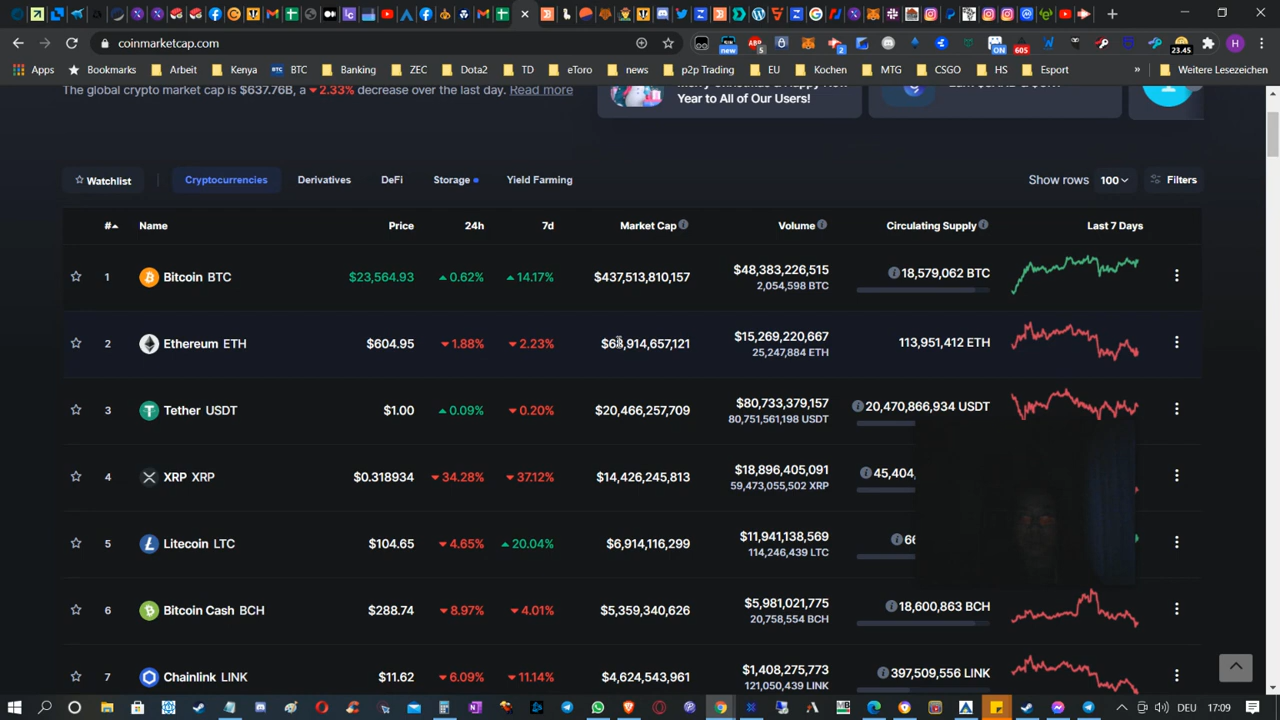 coinmarketcap.com
new
5
2
ON
605
23.45
H
Apps Bookmarks Arbeit Kenya BTC Banking ZEC Dota2 TD eToro news p2p Trading EU Kochen MTG CSGO HS Esport » Weitere Lesezeichen
The global crypto market cap is $637.76B, a 2.33% decrease over the last day. Read more
Year to All of Our Users!
Watchlist Cryptocurrencies Derivatives DeFi Storage Yield Farming Show rows 100 Filters
# Name Price 24h 7d Market Cap Volume Circulating Supply Last 7 Days
1 Bitcoin BTC $23,564.93 0.62% 14.17% $437,513,810,157 $48,383,226,515 18,579,062 BTC
2,054,598 BTC
2 Ethereum ETH $604.95 1.88% 2.23% $68,914,657,121 $15,269,220,667 113,951,412 ETH
25,247,884 ETH
3 Tether USDT $1.00 0.09% 0.20% $20,466,257,709 $80,733,379,157 20,470,866,934 USDT
80,751,561,198 USDT
4 XRP XRP $0.318934 34.28% 37.12% $14,426,245,813 $18,896,405,091 45,404,
59,473,055,502 XRP
5 Litecoin LTC $104.65 4.65% 20.04% $6,914,116,299 $11,941,138,569 66
114,246,439 LTC
6 Bitcoin Cash BCH $288.74 8.97% 4.01% $5,359,340,626 $5,981,021,775 18,600,863 BCH
20,758,554 BCH
7 Chainlink LINK $11.62 6.09% 11.14% $4,624,543,961 $1,408,275,773 397,509,556 LINK
121,050,439 LINK
DEU 17:09